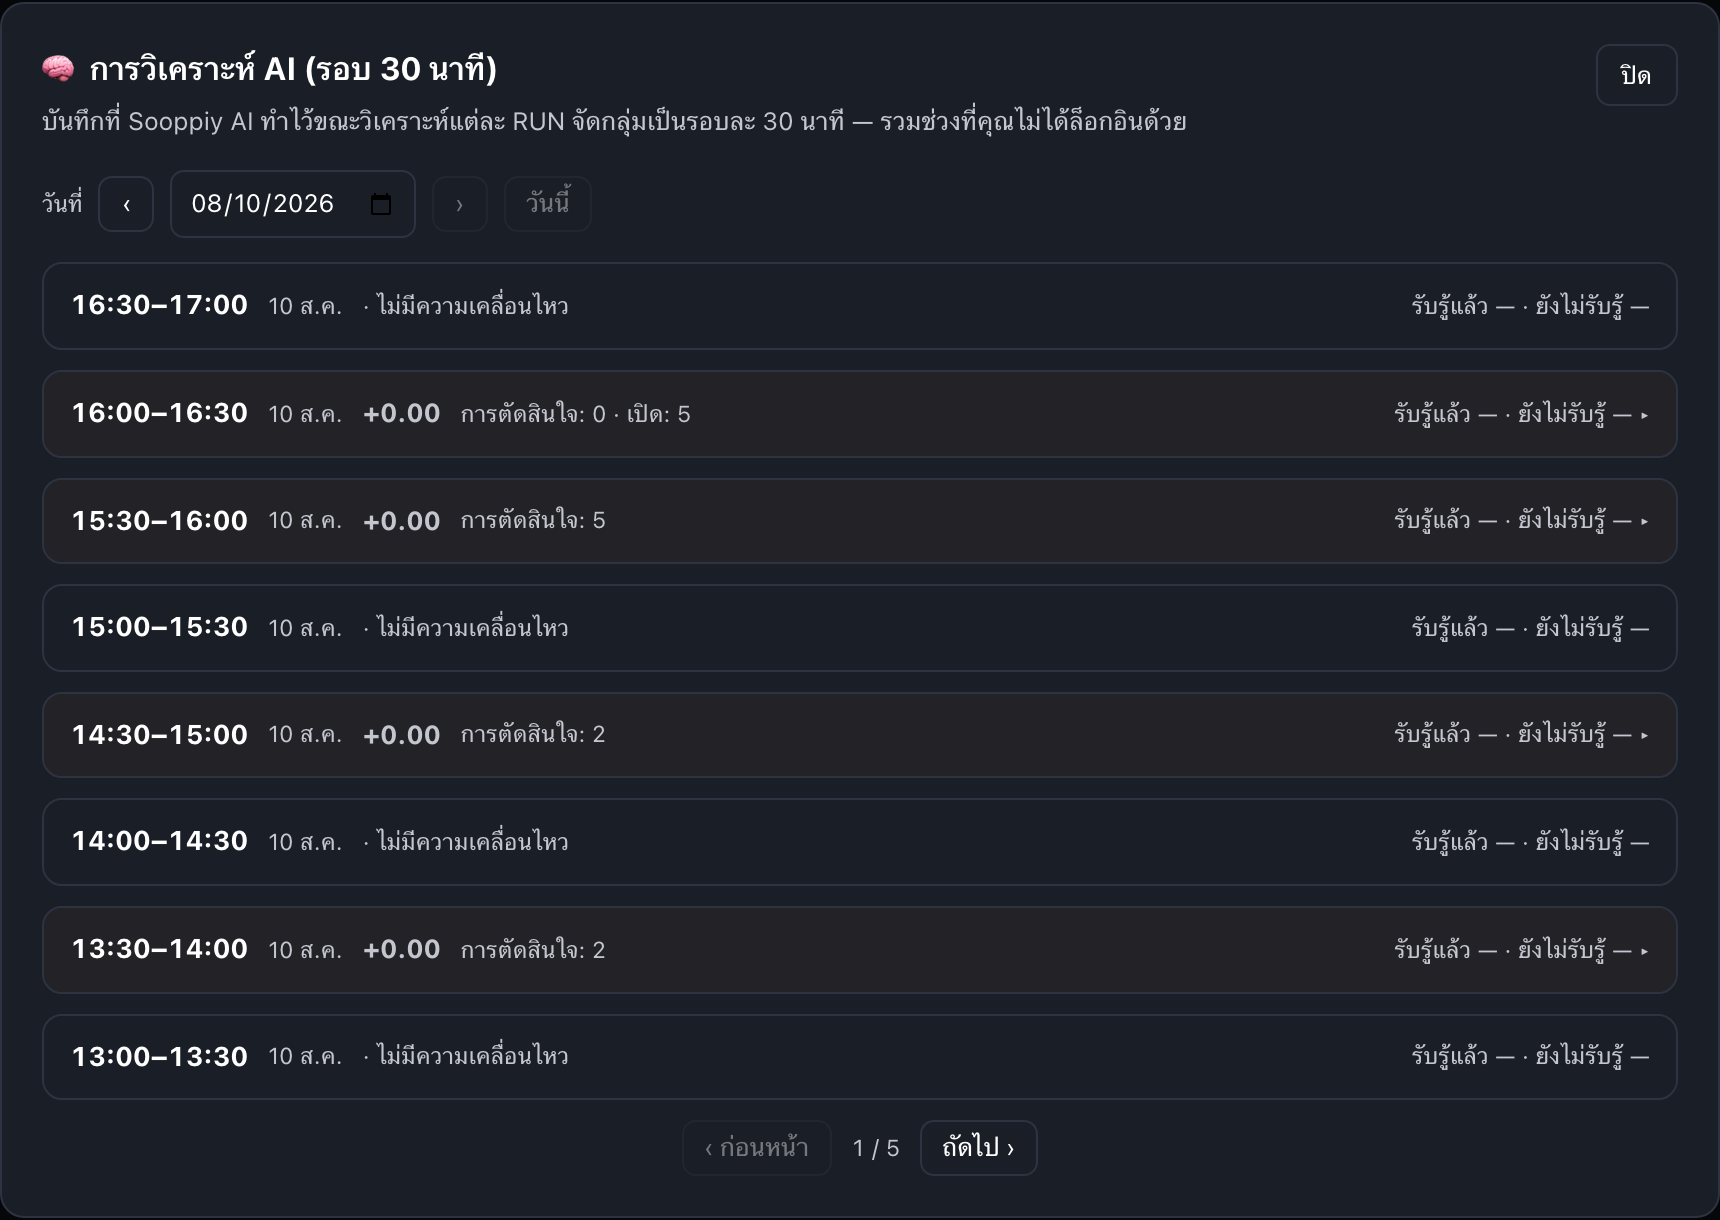 🧠 การวิเคราะห์ AI (รอบ 30 นาที)
ปิด
บันทึกที่ Sooppiy AI ทำไว้ขณะวิเคราะห์แต่ละ RUN จัดกลุ่มเป็นรอบละ 30 นาที — รวมช่วงที่คุณไม่ได้ล็อกอินด้วย
วันที่ ‹ 08/10/2026 › วันนี้
16:30–17:00 10 ส.ค. · ไม่มีความเคลื่อนไหว รับรู้แล้ว — · ยังไม่รับรู้ —
16:00–16:30 10 ส.ค. +0.00 การตัดสินใจ: 0 · เปิด: 5 รับรู้แล้ว — · ยังไม่รับรู้ — ▸
15:30–16:00 10 ส.ค. +0.00 การตัดสินใจ: 5 รับรู้แล้ว — · ยังไม่รับรู้ — ▸
15:00–15:30 10 ส.ค. · ไม่มีความเคลื่อนไหว รับรู้แล้ว — · ยังไม่รับรู้ —
14:30–15:00 10 ส.ค. +0.00 การตัดสินใจ: 2 รับรู้แล้ว — · ยังไม่รับรู้ — ▸
14:00–14:30 10 ส.ค. · ไม่มีความเคลื่อนไหว รับรู้แล้ว — · ยังไม่รับรู้ —
13:30–14:00 10 ส.ค. +0.00 การตัดสินใจ: 2 รับรู้แล้ว — · ยังไม่รับรู้ — ▸
13:00–13:30 10 ส.ค. · ไม่มีความเคลื่อนไหว รับรู้แล้ว — · ยังไม่รับรู้ —
‹ ก่อนหน้า 1 / 5 ถัดไป ›